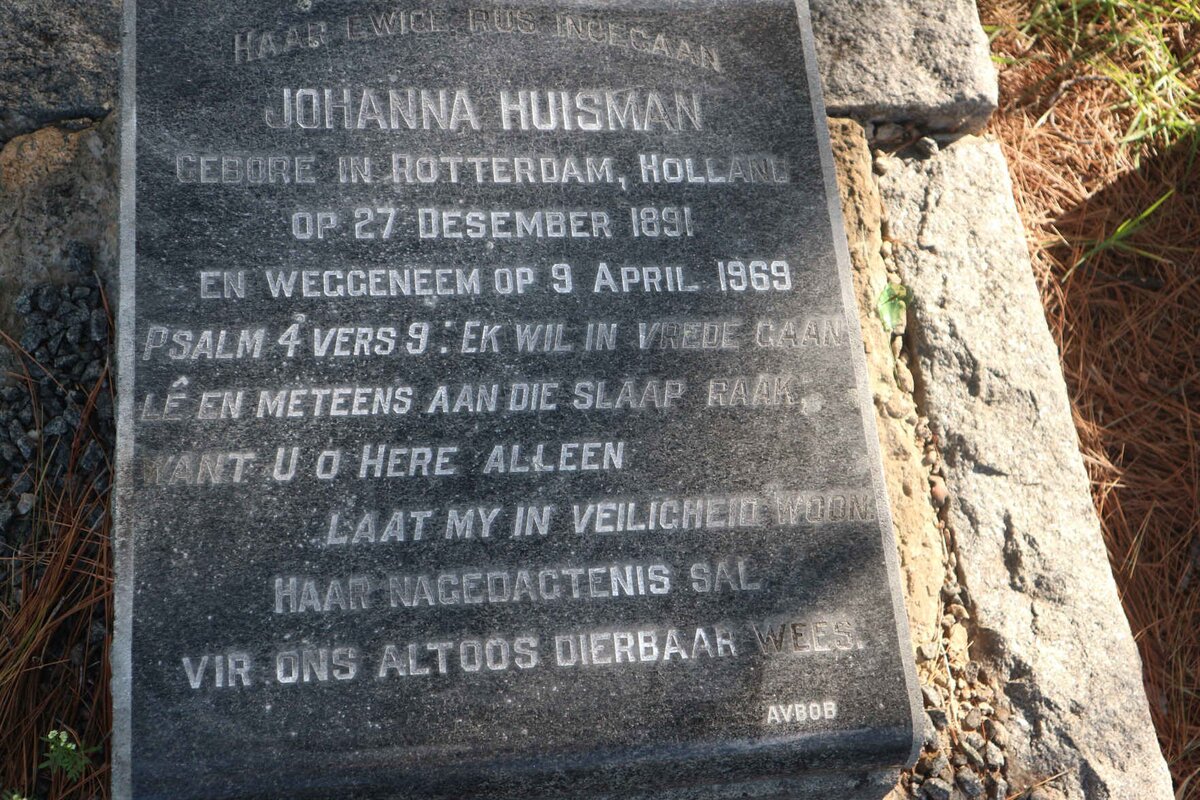 HAAR EWIGE RUS INGEGAAN
JOHANNA HUISMAN
GEBORE IN ROTTERDAM, HOLLAND
OP 27 DESEMBER 1891
EN WEGGENEEM OP 9 APRIL 1969
PSALM 4 VERS 9: EK WIL IN VREDE GAAN
LÊ EN METEENS AAN DIE SLAAP RAAK;
WANT U O HERE ALLEEN
LAAT MY IN VEILIGHEID WOON
HAAR NAGEDAGTENIS SAL
VIR ONS ALTOOS DIERBAAR WEES.
AVBOB